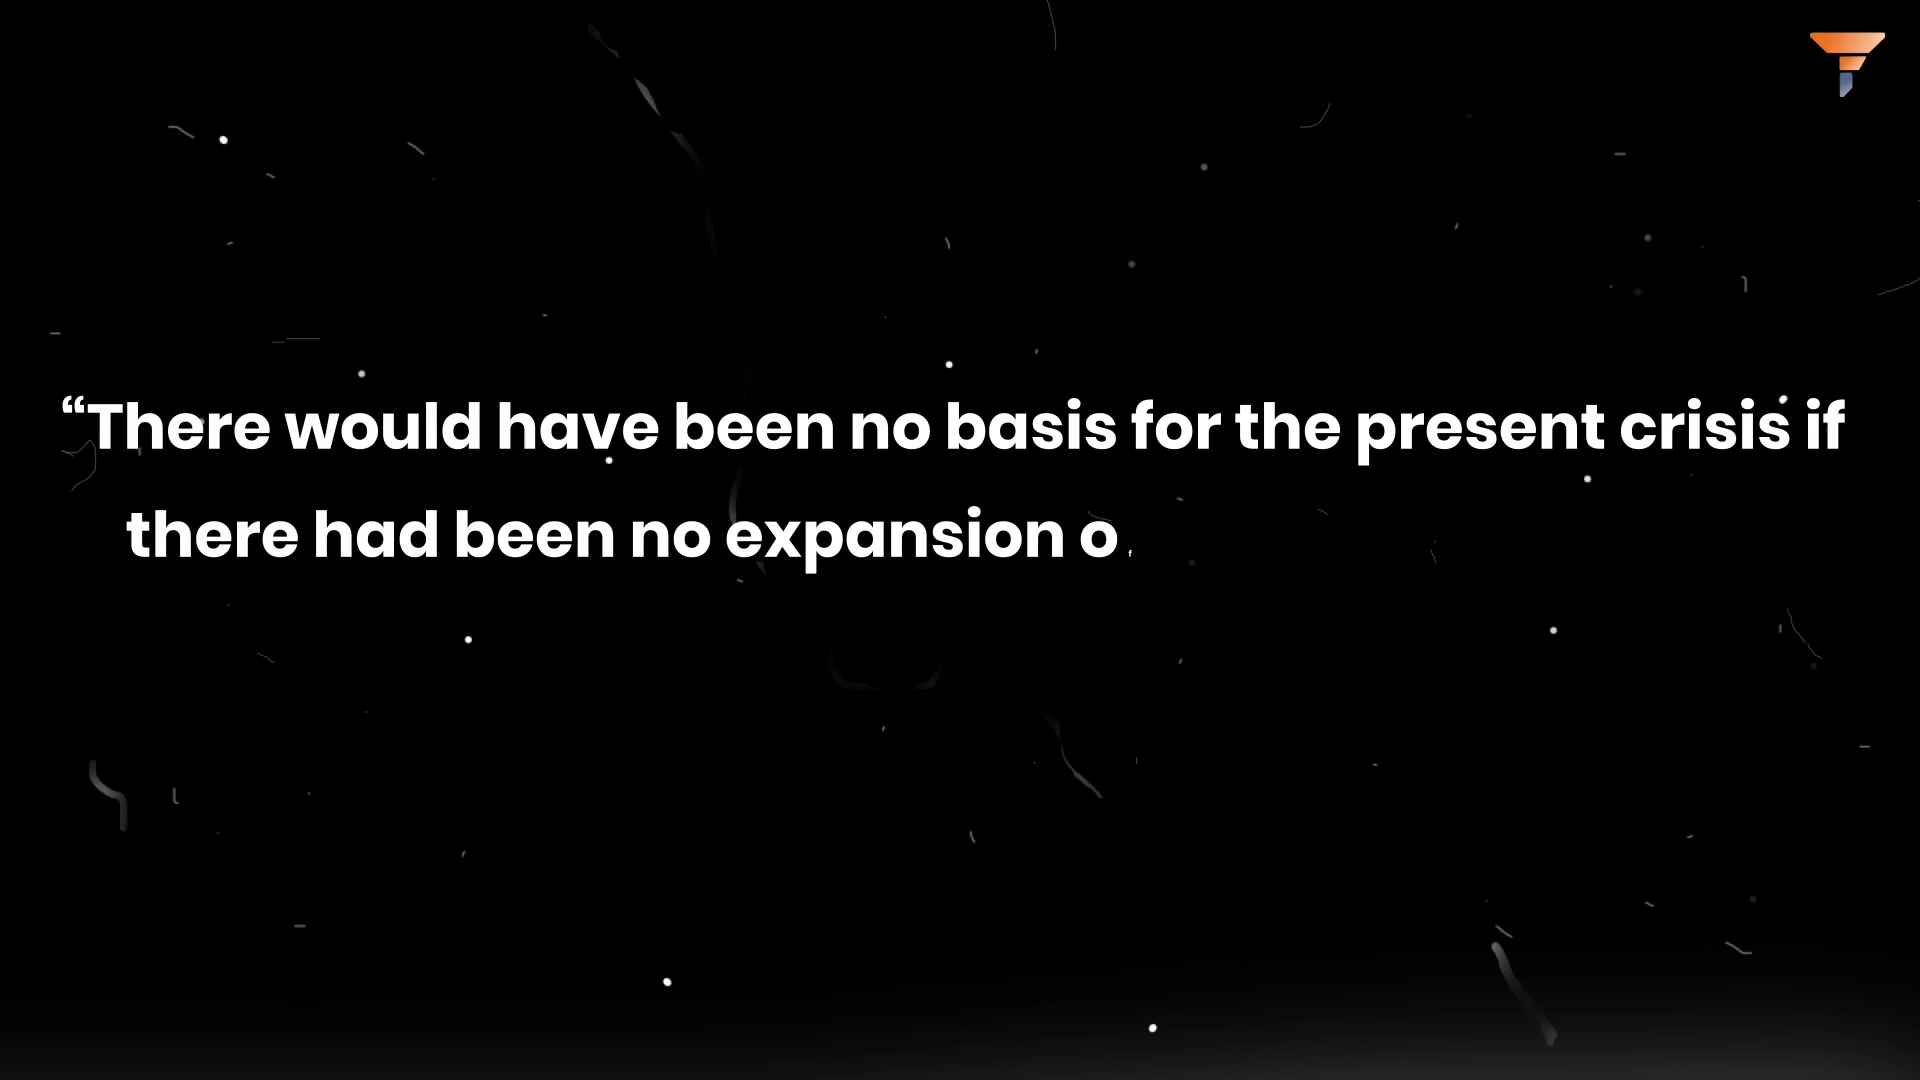 “There would have been no basis for the present crisis if
there had been no expansion o